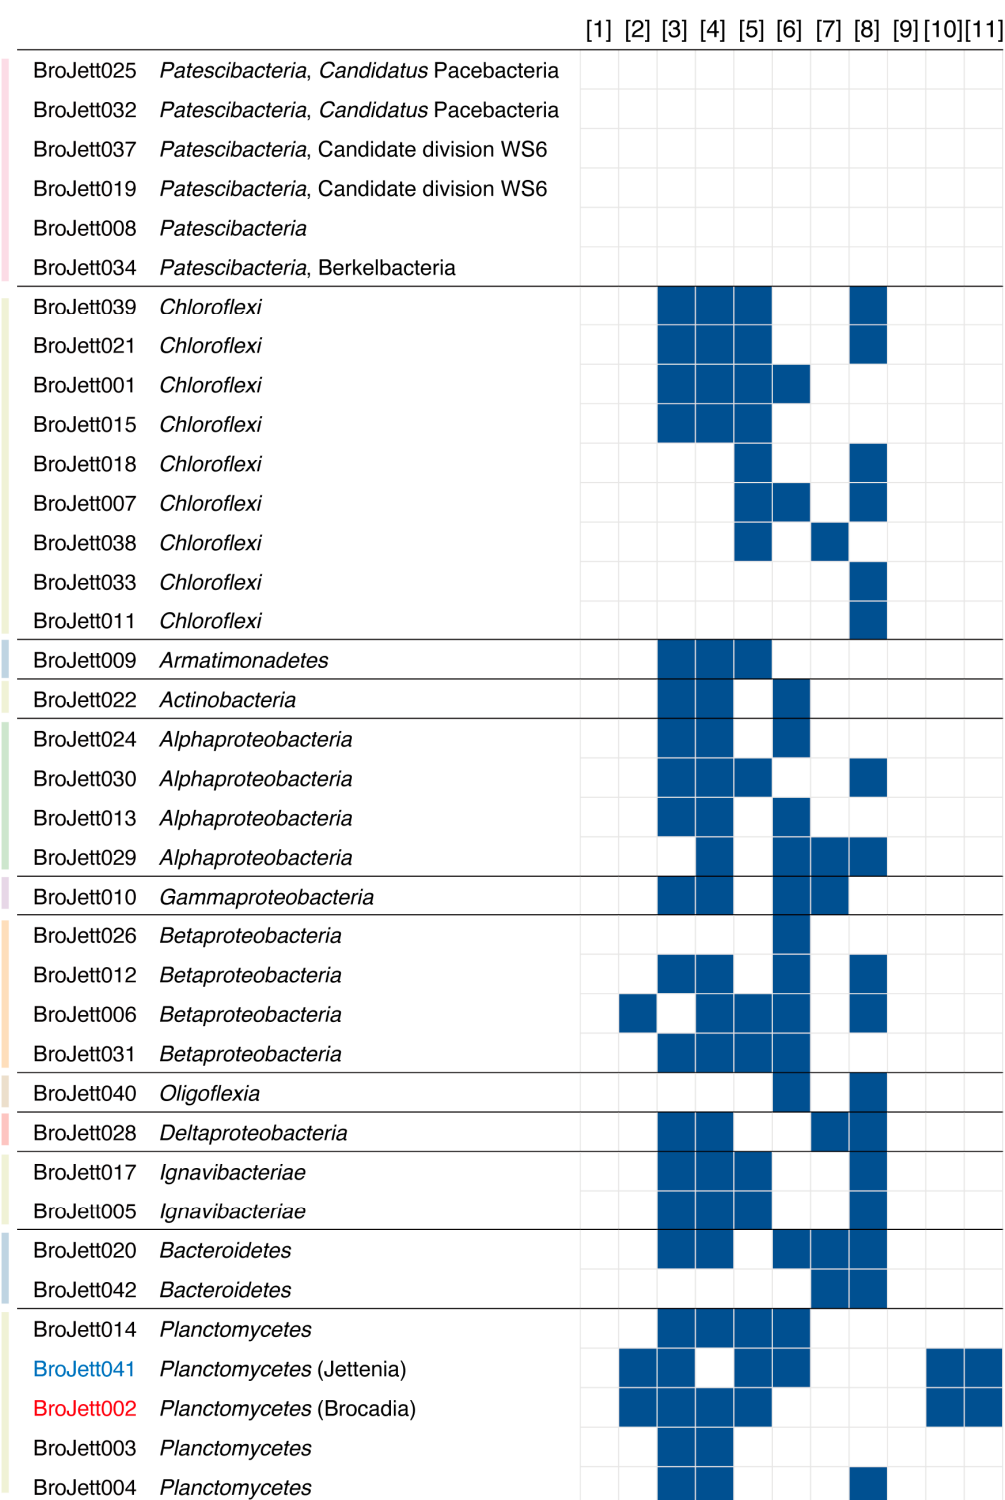 [1] [2] [3] [4] [5] [6] [7] [8] [9] [10] [11]
BroJett025 Patescibacteria, Candidatus Pacebacteria
BroJett032 Patescibacteria, Candidatus Pacebacteria
BroJett037 Patescibacteria, Candidate division WS6
BroJett019 Patescibacteria, Candidate division WS6
BroJett008 Patescibacteria
BroJett034 Patescibacteria, Berkelbacteria
BroJett039 Chloroflexi
BroJett021 Chloroflexi
BroJett001 Chloroflexi
BroJett015 Chloroflexi
BroJett018 Chloroflexi
BroJett007 Chloroflexi
BroJett038 Chloroflexi
BroJett033 Chloroflexi
BroJett011 Chloroflexi
BroJett009 Armatimonadetes
BroJett022 Actinobacteria
BroJett024 Alphaproteobacteria
BroJett030 Alphaproteobacteria
BroJett013 Alphaproteobacteria
BroJett029 Alphaproteobacteria
BroJett010 Gammaproteobacteria
BroJett026 Betaproteobacteria
BroJett012 Betaproteobacteria
BroJett006 Betaproteobacteria
BroJett031 Betaproteobacteria
BroJett040 Oligoflexia
BroJett028 Deltaproteobacteria
BroJett017 Ignavibacteriae
BroJett005 Ignavibacteriae
BroJett020 Bacteroidetes
BroJett042 Bacteroidetes
BroJett014 Planctomycetes
BroJett041 Planctomycetes (Jettenia)
BroJett002 Planctomycetes (Brocadia)
BroJett003 Planctomycetes
BroJett004 Planctomycetes